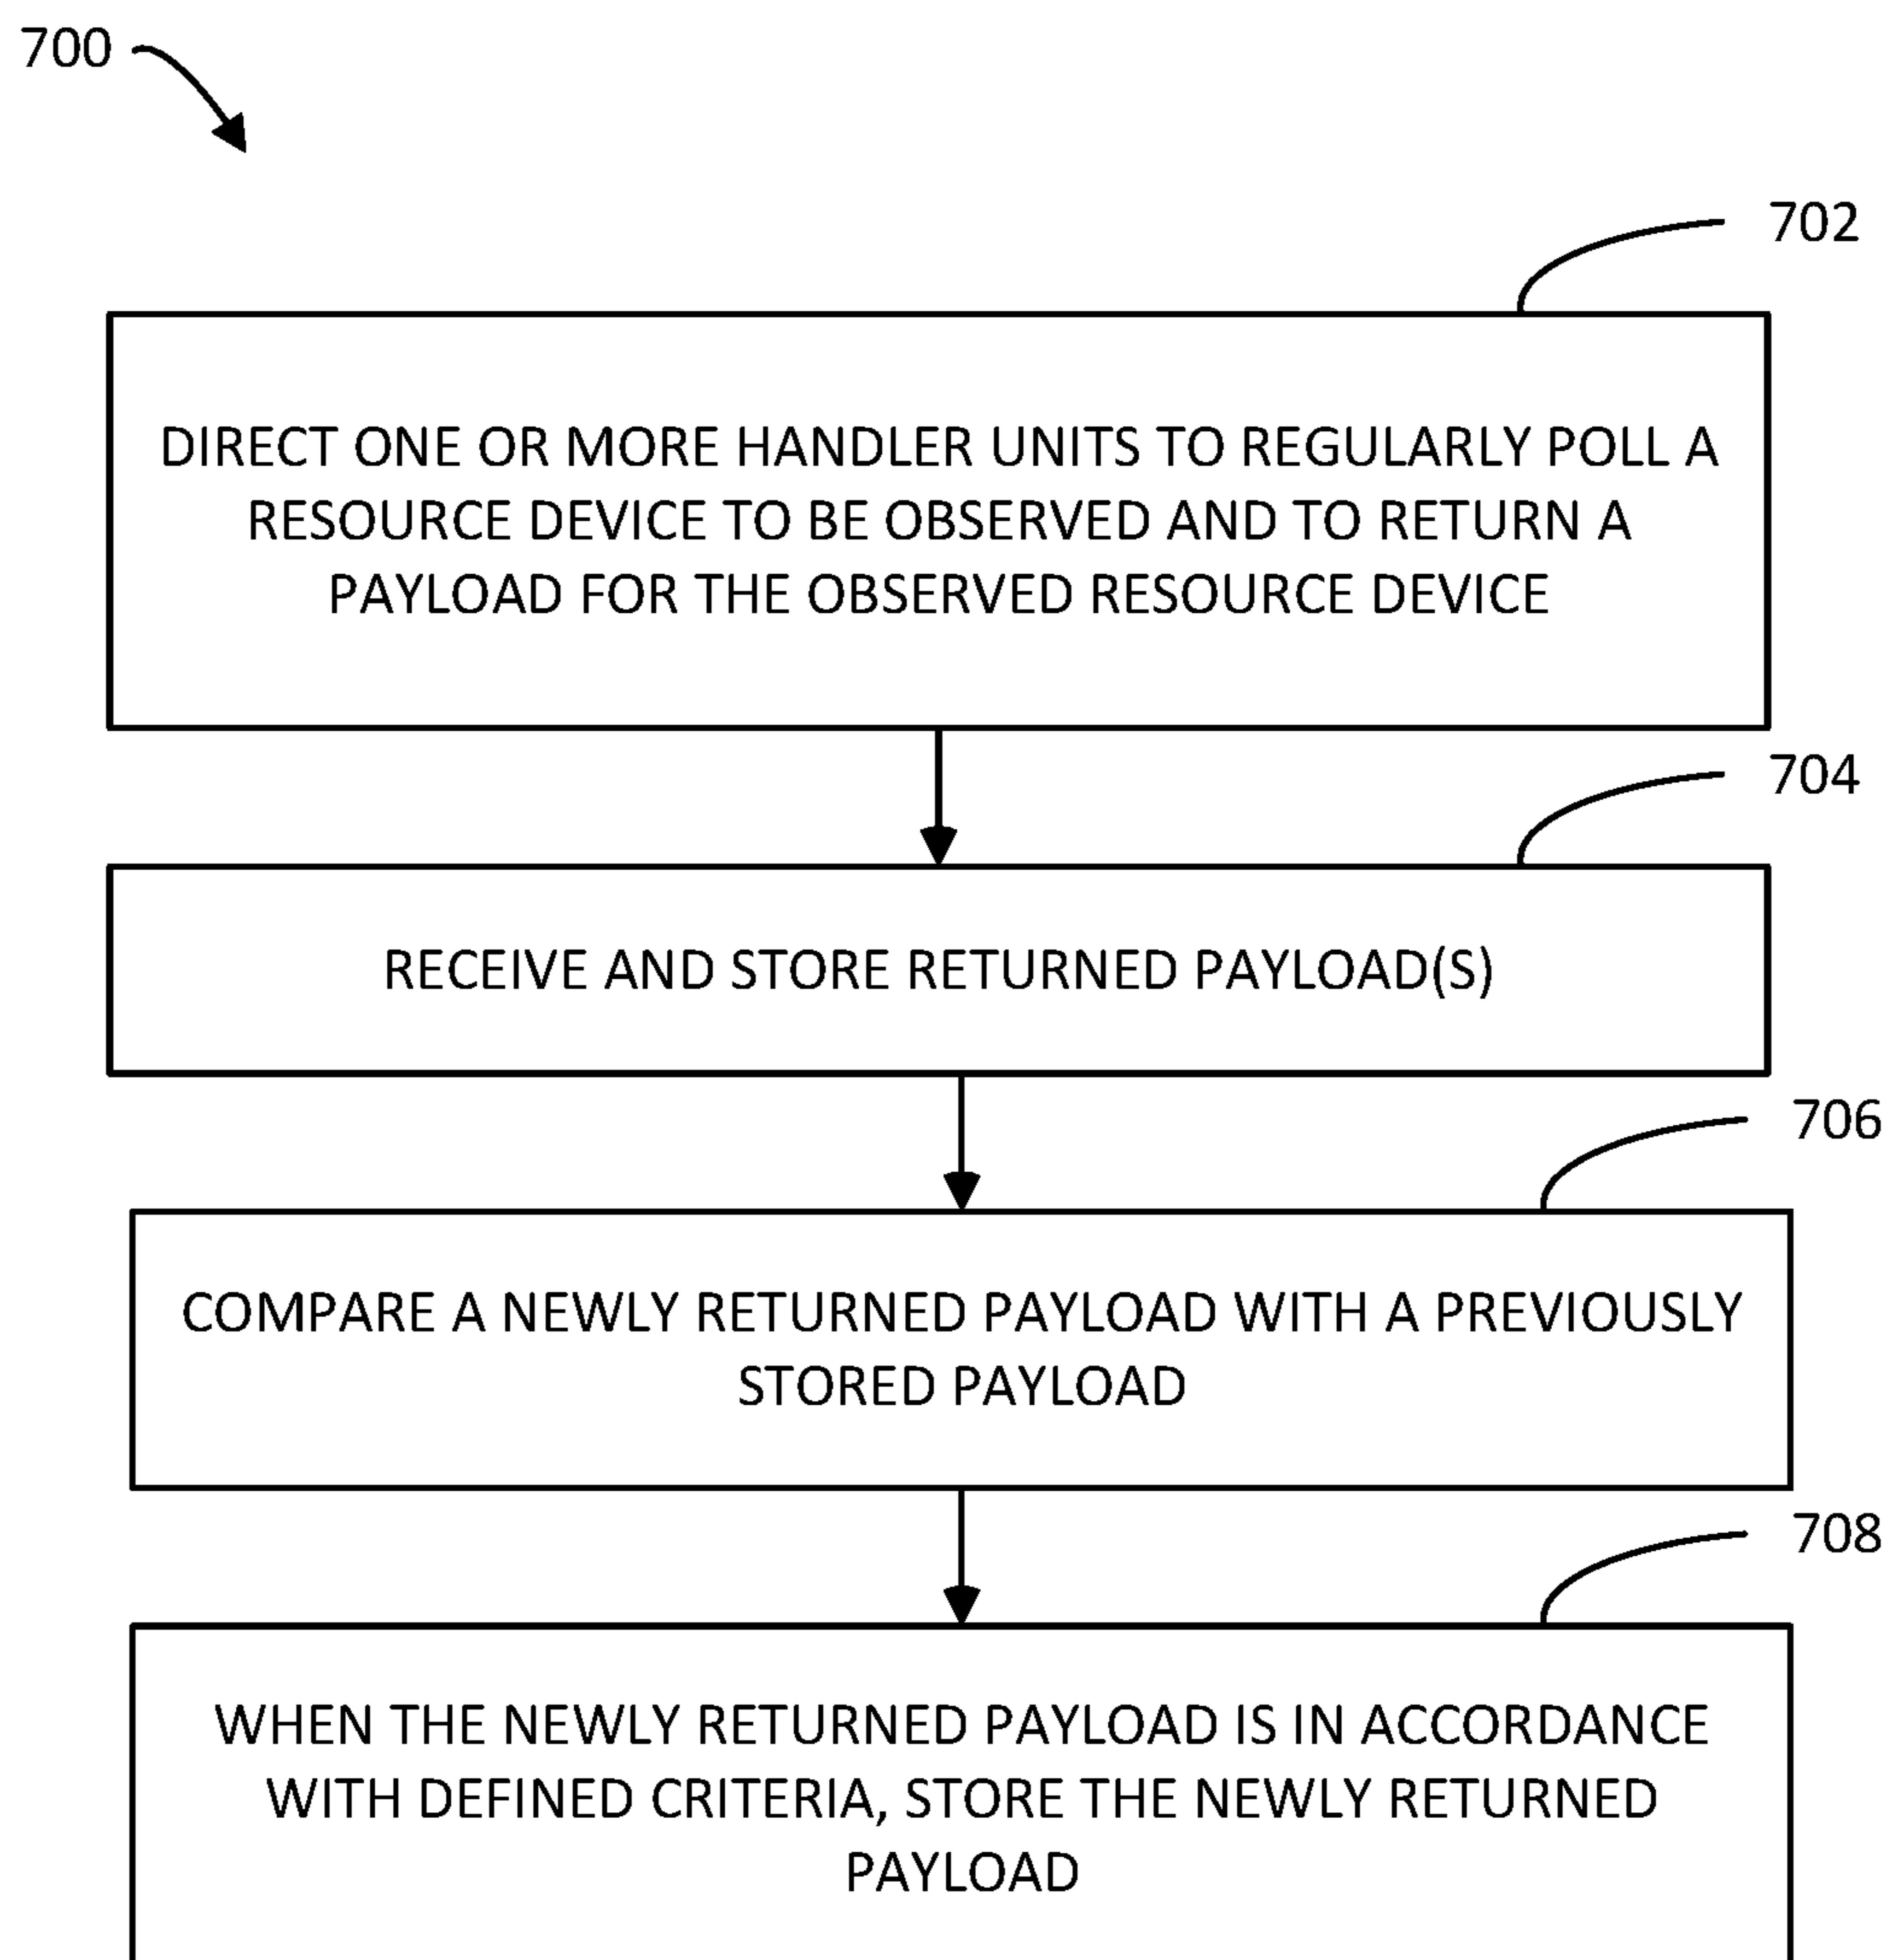 700
702
DIRECT ONE OR MORE HANDLER UNITS TO REGULARLY POLL A
RESOURCE DEVICE TO BE OBSERVED AND TO RETURN A
PAYLOAD FOR THE OBSERVED RESOURCE DEVICE
704
RECEIVE AND STORE RETURNED PAYLOAD(S)
706
COMPARE A NEWLY RETURNED PAYLOAD WITH A PREVIOUSLY
STORED PAYLOAD
708
WHEN THE NEWLY RETURNED PAYLOAD IS IN ACCORDANCE
WITH DEFINED CRITERIA, STORE THE NEWLY RETURNED
PAYLOAD